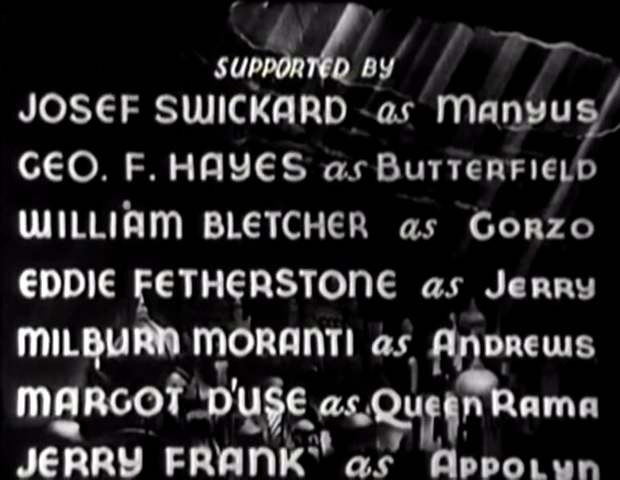 SUPPORTED BY
JOSEF SWICKARD as Manyus
GEO. F. HAYES as BUTTERFIELD
WILLIAM BLETCHER as GORZO
EDDIE FETHERSTONE as JERRY
MILBURN MORANTI as ANDREWS
MARGOT D'USE as Queen Rama
JERRY FRANK as APPOLYN